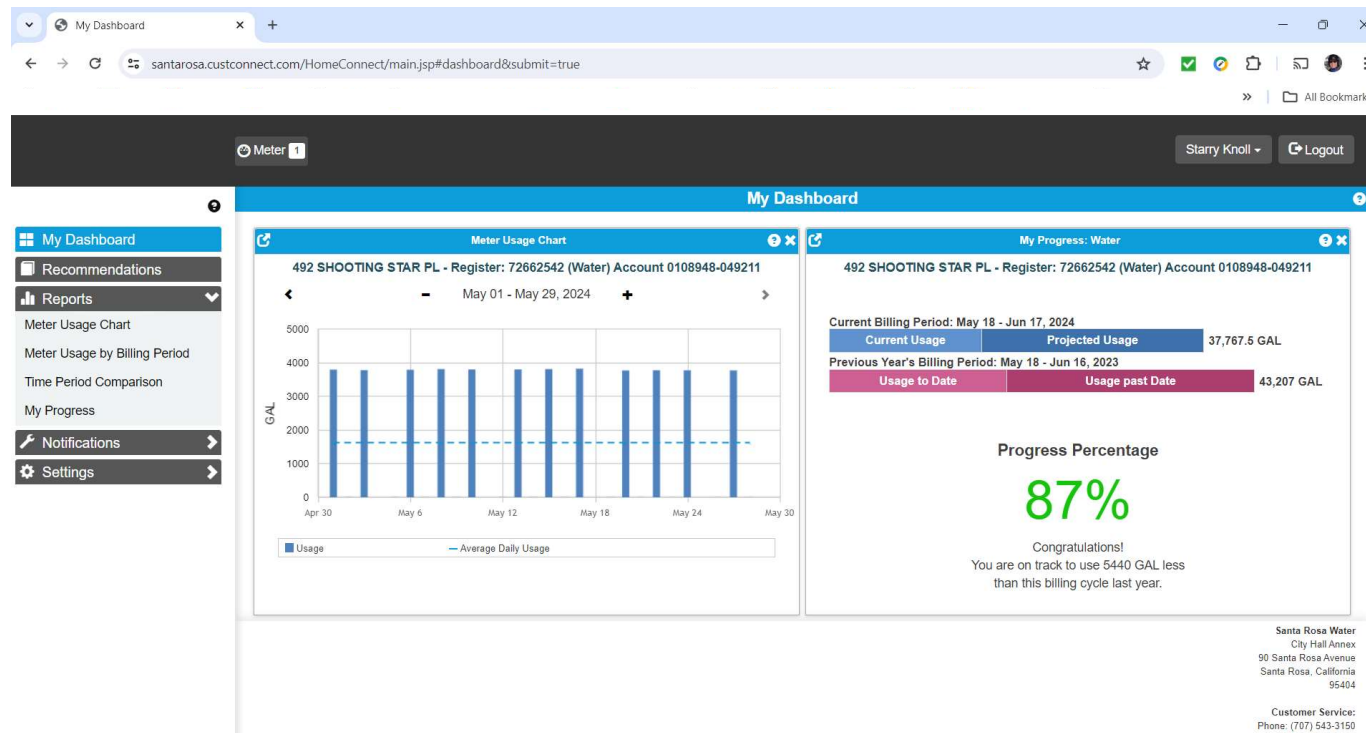 My Dashboard
santarosa.custconnect.com/HomeConnect/main.jsp#dashboard&submit=true
» All Bookmark
Meter 1
Starry Knoll
Logout
My Dashboard
My Dashboard
Recommendations
Reports
Meter Usage Chart
Meter Usage by Billing Period
Time Period Comparison
My Progress
Notifications
Settings
Meter Usage Chart
492 SHOOTING STAR PL - Register: 72662542 (Water) Account 0108948-049211
May 01 - May 29, 2024
5000
4000
3000
2000
1000
0
GAL
Apr 30 May 6 May 12 May 18 May 24 May 30
Usage Average Daily Usage
My Progress: Water
492 SHOOTING STAR PL - Register: 72662542 (Water) Account 0108948-049211
Current Billing Period: May 18 - Jun 17, 2024
Current Usage Projected Usage 37,767.5 GAL
Previous Year's Billing Period: May 18 - Jun 16, 2023
Usage to Date Usage past Date 43,207 GAL
Progress Percentage
87%
Congratulations!
You are on track to use 5440 GAL less
than this billing cycle last year.
Santa Rosa Water
City Hall Annex
90 Santa Rosa Avenue
Santa Rosa, California
95404
Customer Service:
Phone: (707) 543-3150